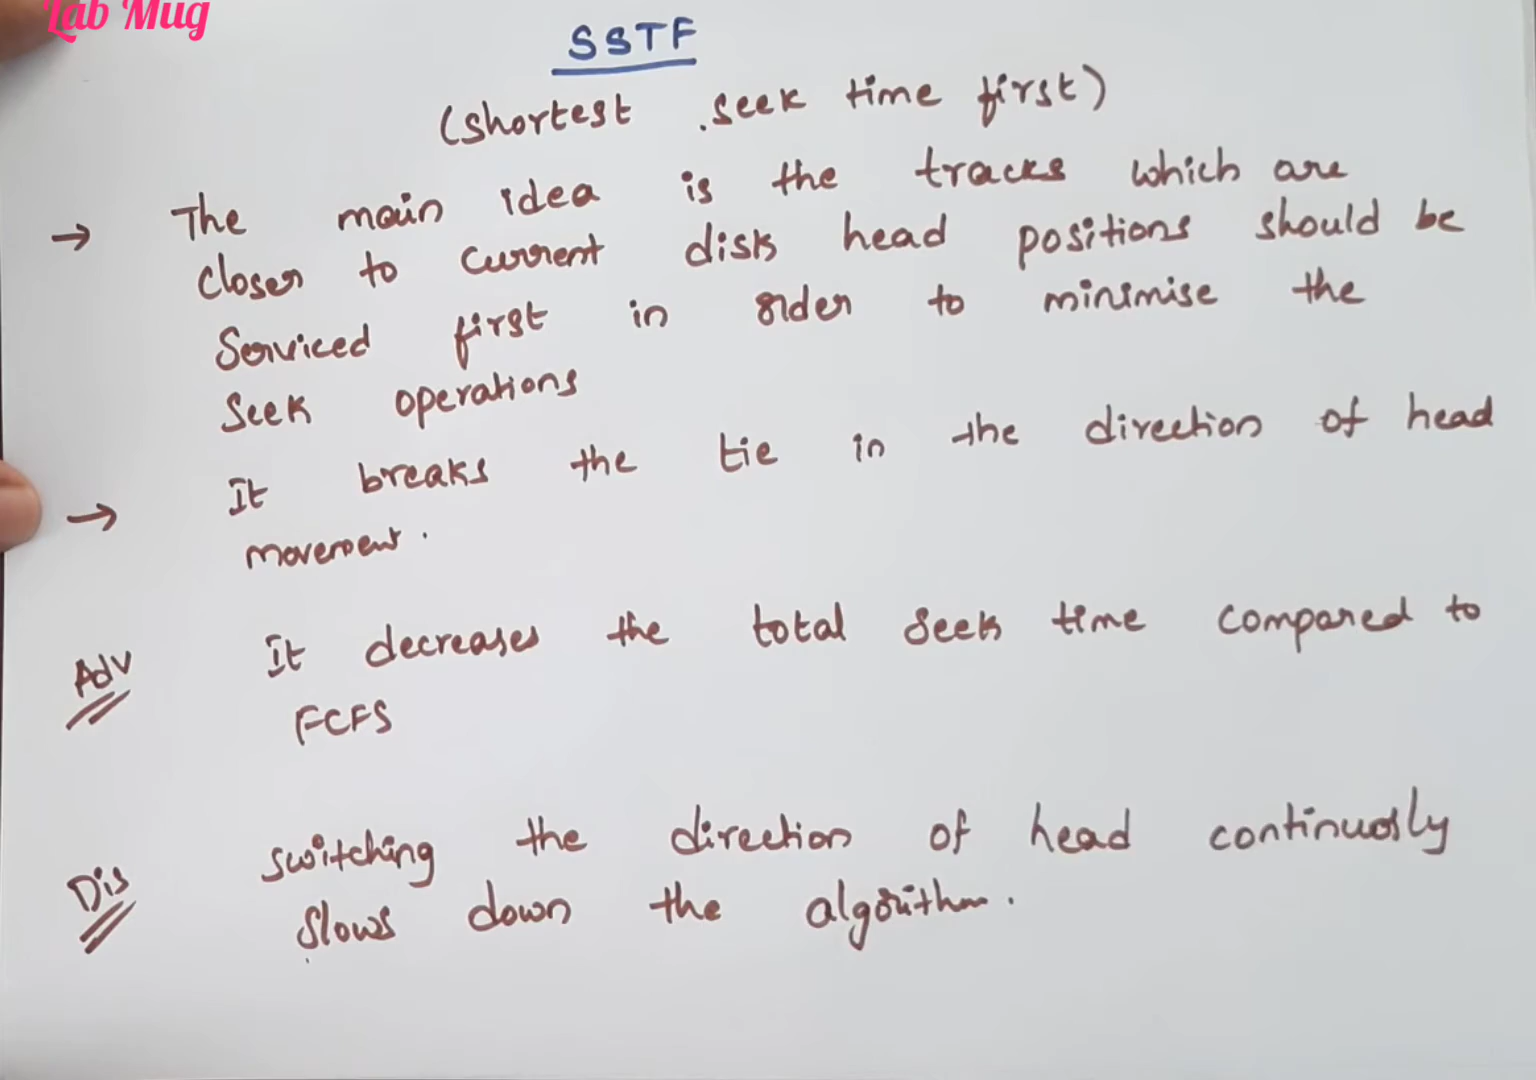 Lab Mug
SSTF
(shortest seek time first)
→ The main idea is the tracks which are
closer to current disk head positions should be
Serviced first in order to minimise the
Seek operations
→ It breaks the tie in the direction of head
movement.
Adv It decreases the total seek time compared to
FCFS
Dis switching the direction of head continuosly
slows down the algorithm.